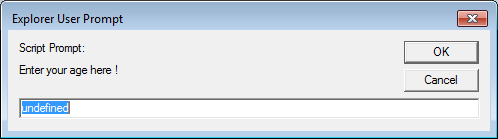 Explorer User Prompt
Script Prompt:
OK
Enter your age here !
Cancel
undefined